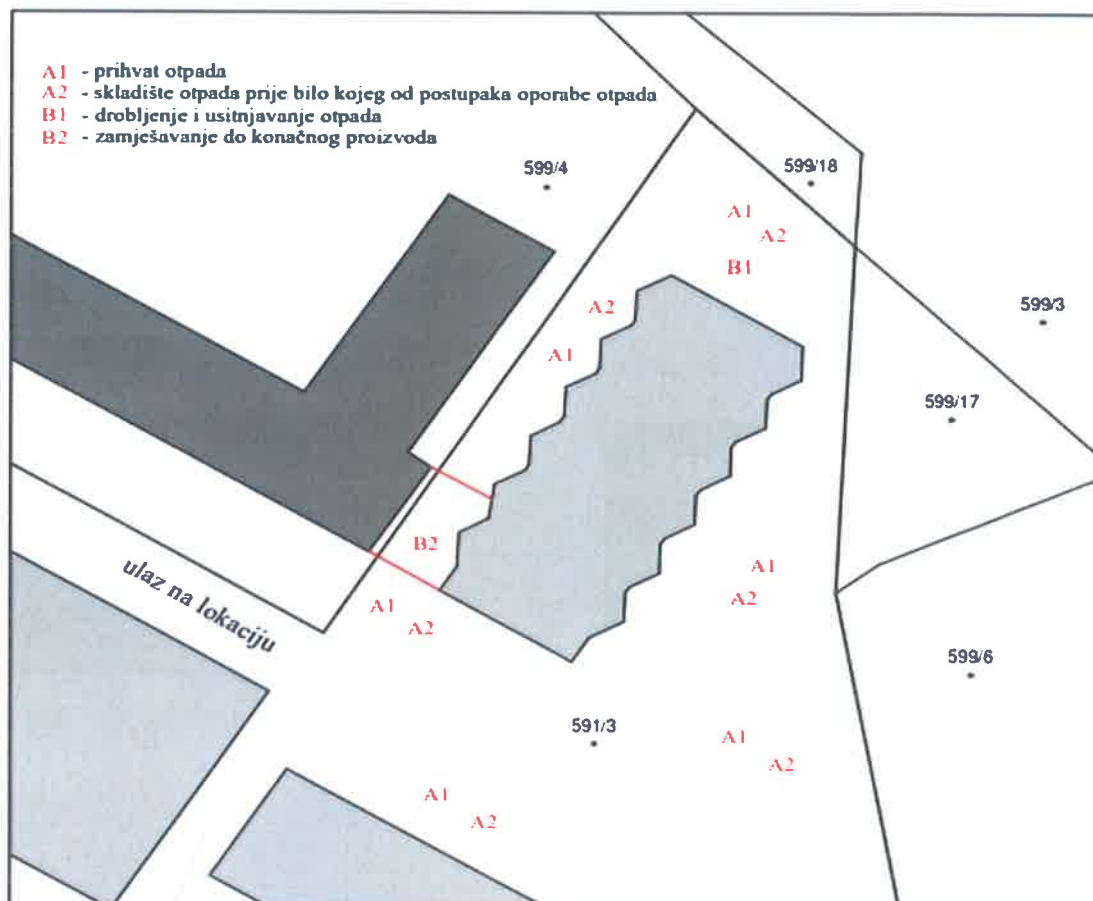 A1 - prihvat otpada
A2 - skladište otpada prije bilo kojeg od postupaka oporabe otpada
B1 - drobljenje i usitnjavanje otpada
B2 - zamješavanje do konačnog proizvoda
599/4
599/18
A1
A2
B1
A2
599/3
A1
599/17
B2
ulaz na lokaciju
A1
A2
A1
A2
599/6
591/3
A1
A2
A1
A2